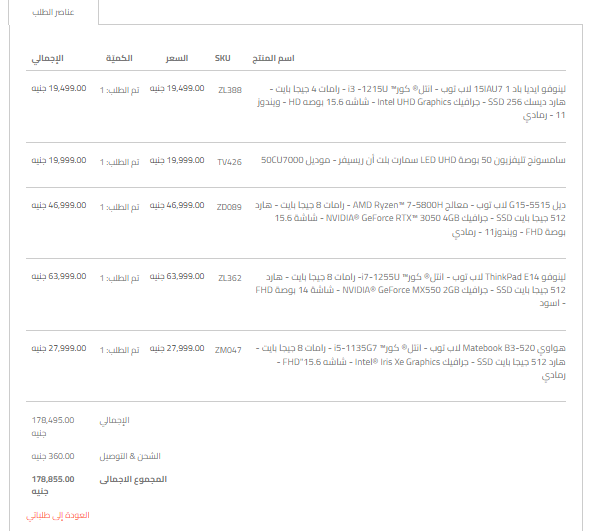 عناصر الطلب
اسم المنتج SKU السعر الكميّة الإجمالي
لينوفو ايديا باد 1 15IAU7 لاب توب - انتل® كور™ i3 -1215U - رامات 4 جيجا بايت - ZL388 19,499.00 جنيه تم الطلب: 1 19,499.00 جنيه
هارد ديسك 256 SSD - جرافيك Intel UHD Graphics - شاشه 15.6 بوصه HD - ويندوز
11 - رمادي
سامسونج تليفزيون 50 بوصة LED UHD سمارت بلت أن ريسيفر - موديل 50CU7000 TV426 19,999.00 جنيه تم الطلب: 1 19,999.00 جنيه
ديل G15-5515 لاب توب - معالج AMD Ryzen™ 7-5800H - رامات 8 جيجا بايت - هارد ZD089 46,999.00 جنيه تم الطلب: 1 46,999.00 جنيه
512 جيجا بايت SSD - جرافيك NVIDIA® GeForce RTX™ 3050 4GB - شاشة 15.6
بوصة FHD - ويندوز11 - رمادي
لينوفو ThinkPad E14 لاب توب - انتل® كور™ i7-1255U- رامات 8 جيجا بايت - هارد ZL362 63,999.00 جنيه تم الطلب: 1 63,999.00 جنيه
512 جيجا بايت SSD - جرافيك NVIDIA® GeForce MX550 2GB - شاشة 14 بوصة FHD
- اسود
هواوي Matebook B3-520 لاب توب - انتل® كور™ i5-1135G7 - رامات 8 جيجا بايت - ZM047 27,999.00 جنيه تم الطلب: 1 27,999.00 جنيه
هارد 512 جيجا بايت SSD - جرافيك Intel® Iris Xe Graphics - شاشه 15.6"FHD -
رمادي
الإجمالي 178,495.00
جنيه
الشحن & التوصيل 360.00 جنيه
المجموع الاجمالى 178,855.00
جنيه
العودة إلى طلباتي